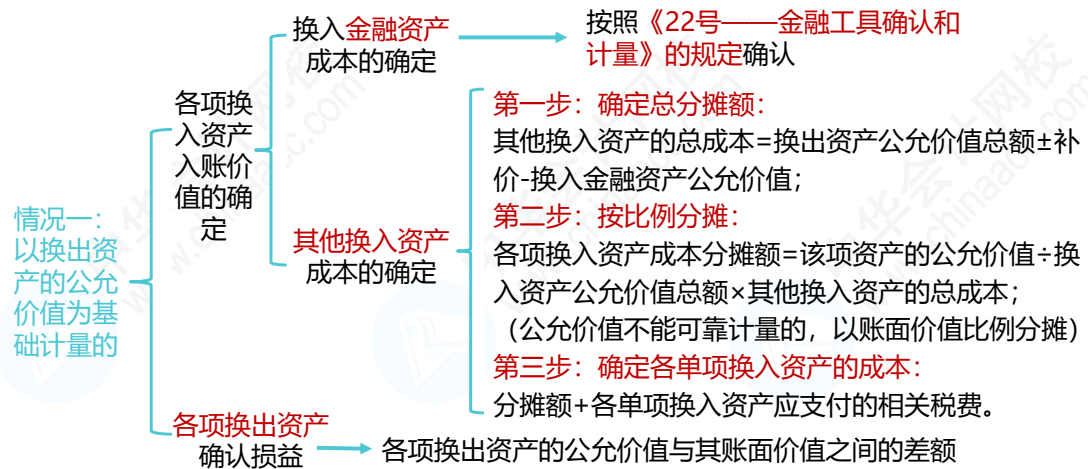 情况一：
以换出资
产的公允
价值为基
础计量的
各项换
入资产
入账价
值的确
定
换入金融资产
成本的确定
按照《22号——金融工具确认和
计量》的规定确认
其他换入资产
成本的确定
第一步：确定总分摊额：
其他换入资产的总成本=换出资产公允价值总额±补
价-换入金融资产公允价值；
第二步：按比例分摊：
各项换入资产成本分摊额=该项资产的公允价值÷换
入资产公允价值总额×其他换入资产的总成本；
（公允价值不能可靠计量的，以账面价值比例分摊）
第三步：确定各单项换入资产的成本：
分摊额+各单项换入资产应支付的相关税费。
各项换出资产
确认损益
各项换出资产的公允价值与其账面价值之间的差额